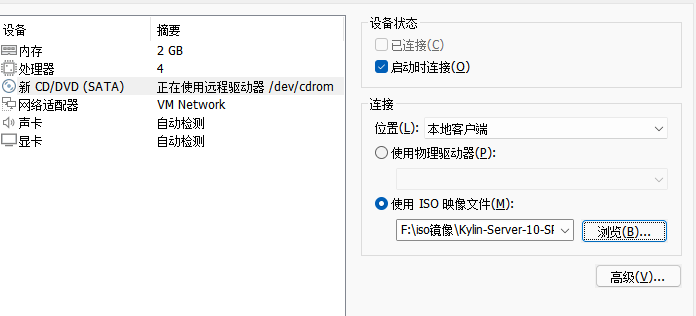 设备 摘要
内存 2 GB
处理器 4
新 CD/DVD (SATA) 正在使用远程驱动器 /dev/cdrom
网络适配器 VM Network
声卡 自动检测
显卡 自动检测
设备状态
已连接(C)
启动时连接(O)
连接
位置(L): 本地客户端
使用物理驱动器(P):
使用 ISO 映像文件(M):
F:\iso镜像\Kylin-Server-10-SP 浏览(B)...
高级(V)...